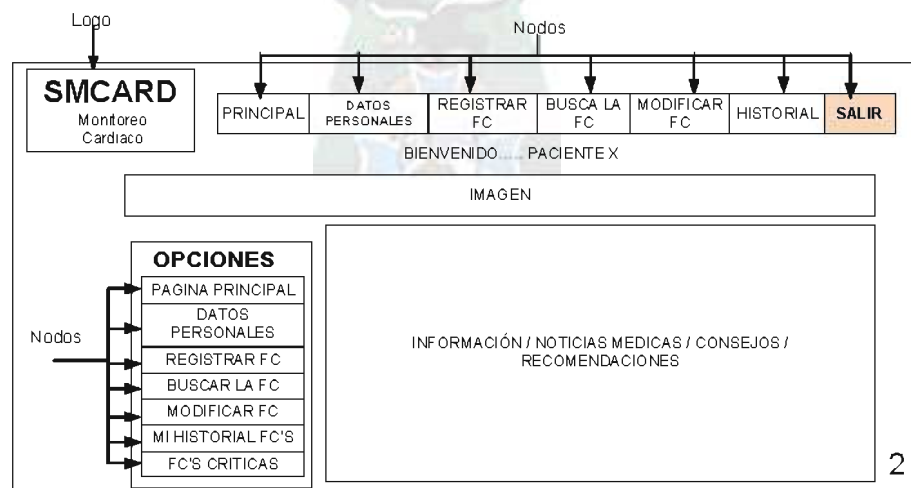 Logo
Nodos
SMCARD
Monitoreo
Cardiaco
PRINCIPAL
DATOS
PERSONALES
REGISTRAR
FC
BUSCA LA
FC
MODIFICAR
FC
HISTORIAL
SALIR
BIENVENIDO...... PACIENTE X
IMAGEN
Nodos
OPCIONES
PAGINA PRINCIPAL
DATOS
PERSONALES
REGISTRAR FC
BUSCAR LA FC
MODIFICAR FC
MI HISTORIAL FC'S
FC'S CRITICAS
INFORMACIÓN / NOTICIAS MEDICAS / CONSEJOS /
RECOMENDACIONES
2